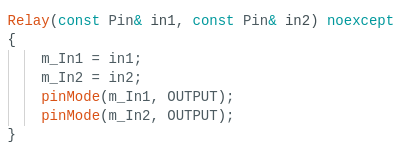 Relay(const Pin& in1, const Pin& in2) noexcept
{
    m_In1 = in1;
    m_In2 = in2;
    pinMode(m_In1, OUTPUT);
    pinMode(m_In2, OUTPUT);
}